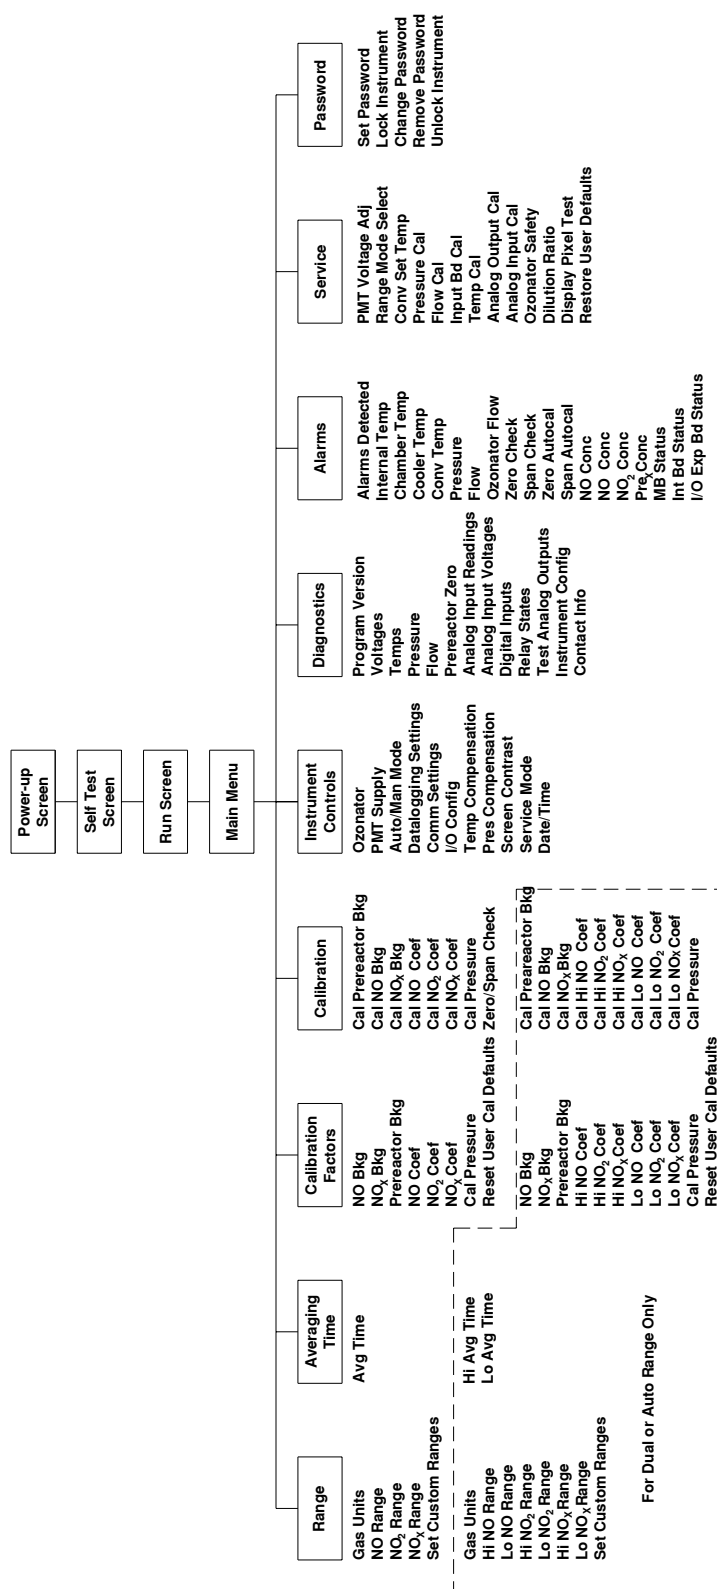 Power-up
Screen
Self Test
Screen
Run Screen
Main Menu
Range
Gas Units
NO Range
NO2 Range
NOX Range
Set Custom Ranges
Gas Units
Hi NO Range
Lo NO Range
Hi NO2 Range
Lo NO2 Range
Hi NOX Range
Lo NOX Range
Set Custom Ranges
Averaging
Time
Avg Time
Hi Avg Time
Lo Avg Time
For Dual or Auto Range Only
Calibration
Factors
NO Bkg
NOX Bkg
Prereactor Bkg
NO Coef
NO2 Coef
NOX Coef
Cal Pressure
Reset User Cal Defaults
NO Bkg
NOX Bkg
Prereactor Bkg
Hi NO Coef
Hi NO2 Coef
Hi NOX Coef
Lo NO Coef
Lo NO2 Coef
Lo NOX Coef
Cal Pressure
Reset User Cal Defaults
Calibration
Cal Prereactor Bkg
Cal NO Bkg
Cal NOX Bkg
Cal NO Coef
Cal NO2 Coef
Cal NOX Coef
Cal Pressure
Zero/Span Check
Cal Preareactor Bkg
Cal NO Bkg
Cal NOX Bkg
Cal Hi NO Coef
Cal Hi NO2 Coef
Cal Hi NOX Coef
Cal Lo NO Coef
Cal Lo NO2 Coef
Cal Lo NOX Coef
Cal Pressure
Instrument
Controls
Ozonator
PMT Supply
Auto/Man Mode
Datalogging Settings
Comm Settings
I/O Config
Temp Compensation
Pres Compensation
Screen Contrast
Service Mode
Date/Time
Diagnostics
Program Version
Voltages
Temps
Pressure
Flow
Prereactor Zero
Analog Input Readings
Analog Input Voltages
Digital Inputs
Relay States
Test Analog Outputs
Instrument Config
Contact Info
Alarms
Alarms Detected
Internal Temp
Chamber Temp
Cooler Temp
Conv Temp
Pressure
Flow
Ozonator Flow
Zero Check
Span Check
Zero Autocal
Span Autocal
NO Conc
NO Conc
NO2 Conc
PreX Conc
MB Status
Int Bd Status
I/O Exp Bd Status
Service
PMT Voltage Adj
Range Mode Select
Conv Set Temp
Pressure Cal
Flow Cal
Input Bd Cal
Temp Cal
Analog Output Cal
Analog Input Cal
Ozonator Safety
Dilution Ratio
Display Pixel Test
Restore User Defaults
Password
Set Password
Lock Instrument
Change Password
Remove Password
Unlock Instrument